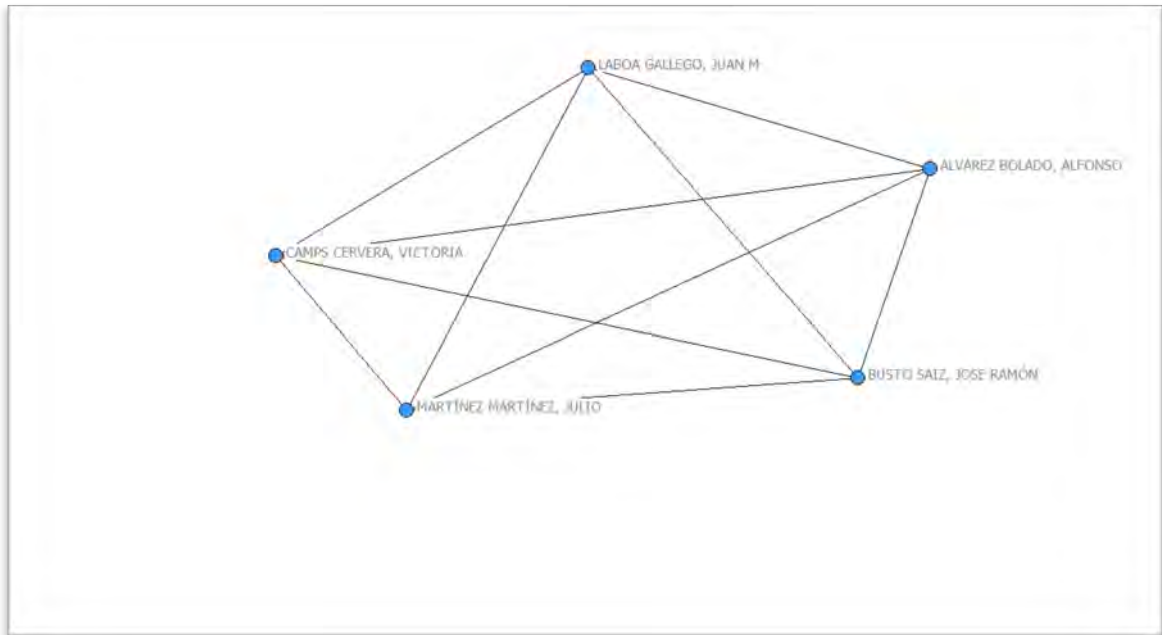 LABOA GALLEGO, JUAN M
ALVAREZ BOLADO, ALFONSO
CAMPS CERVERA, VICTORIA
BUSTO SAIZ, JOSE RAMÓN
MARTÍNEZ MARTÍNEZ, JULIO